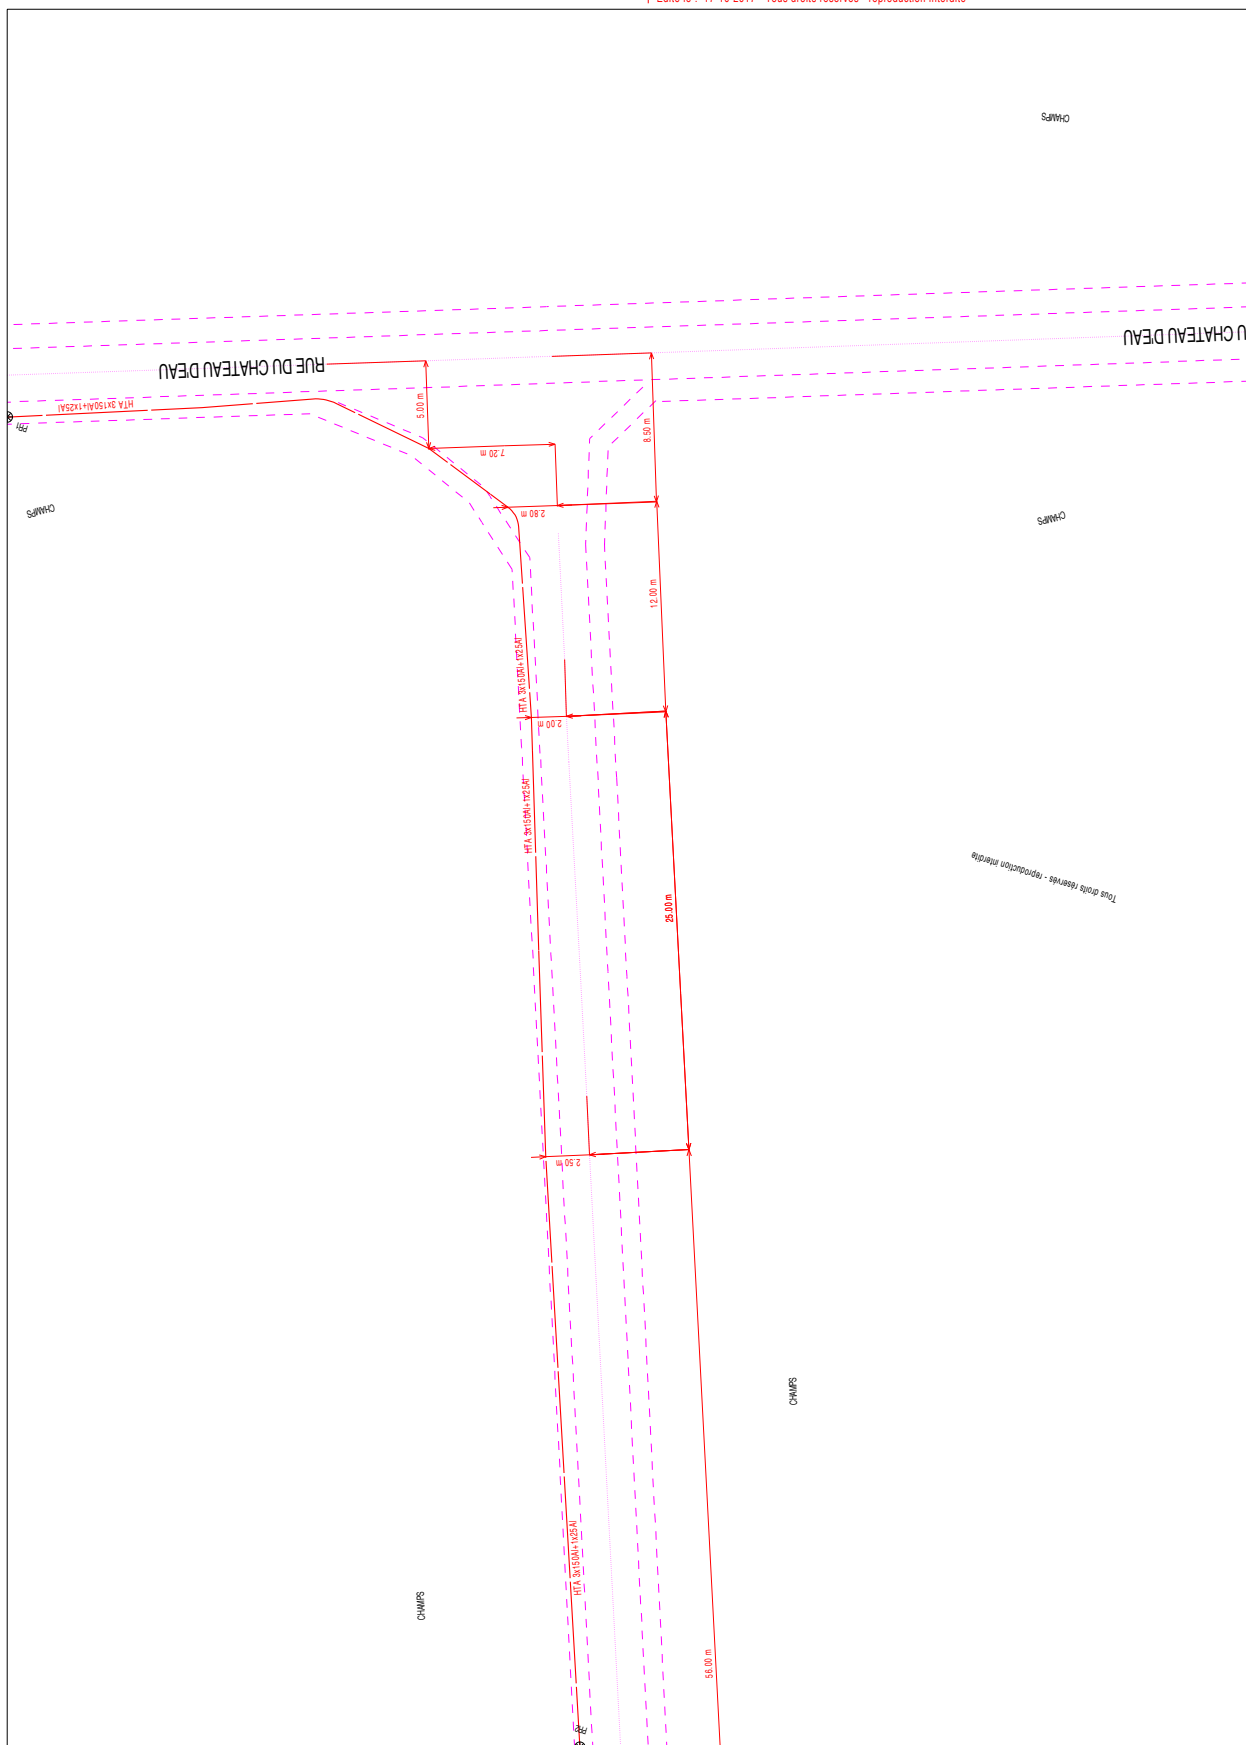 CHAMPS
U CHATEAU D'EAU
RUE DU CHATEAU D'EAU
HTA 3x150Al+1x25Al
PB1
5.00 m
8.50 m
7.20 m
2.80 m
CHAMPS
CHAMPS
12.00 m
HTA 3x150Al+1x25Al
2.00 m
HTA 3x150Al+1x25Al
25.00 m
Tous droits réservés - reproduction interdite
2.50 m
CHAMPS
HTA 3x150Al+1x25Al
CHAMPS
56.00 m